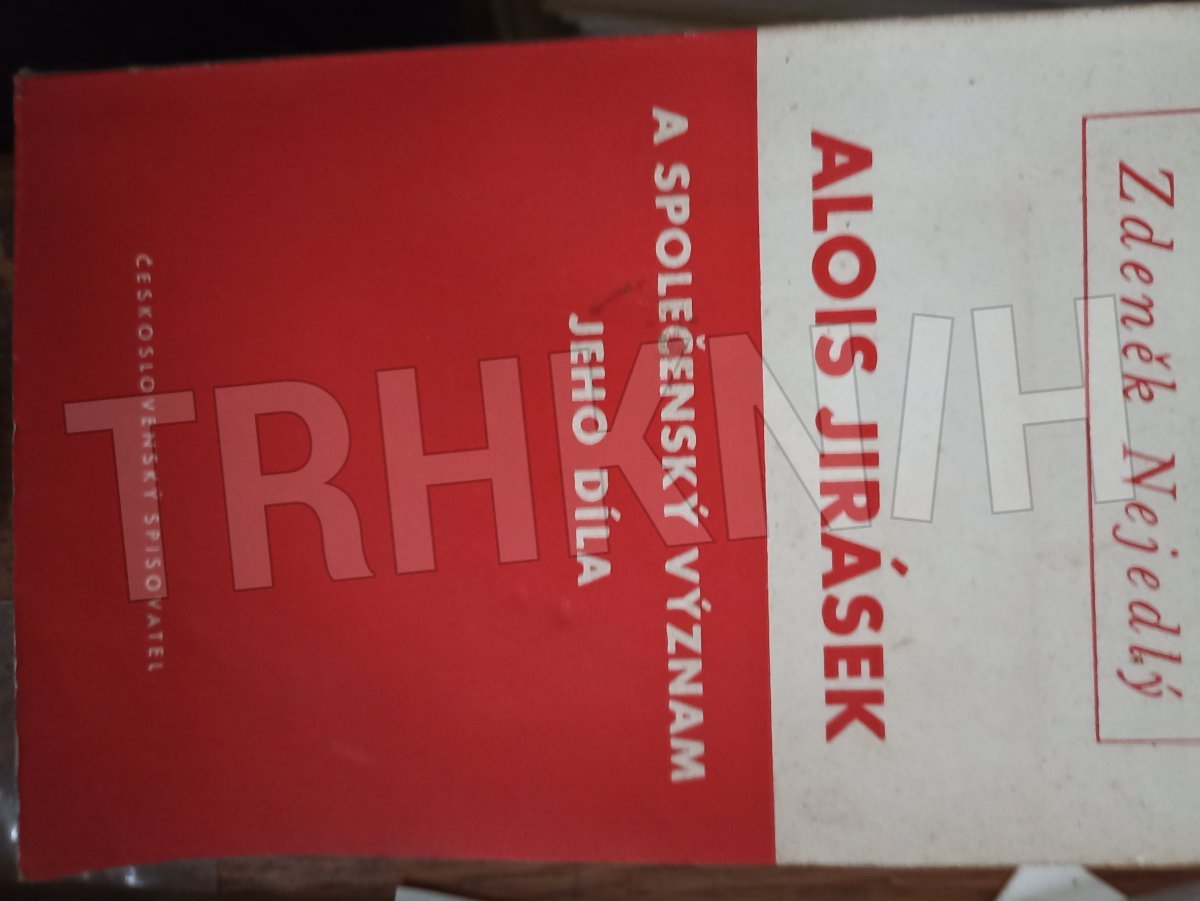 Zdeněk Nejedlý
ALOIS JIRÁSEK
A SPOLEČENSKÝ VÝZNAM
JEHO DÍLA
ČESKOSLOVENSKÝ SPISOVATEL
TRHKNIH